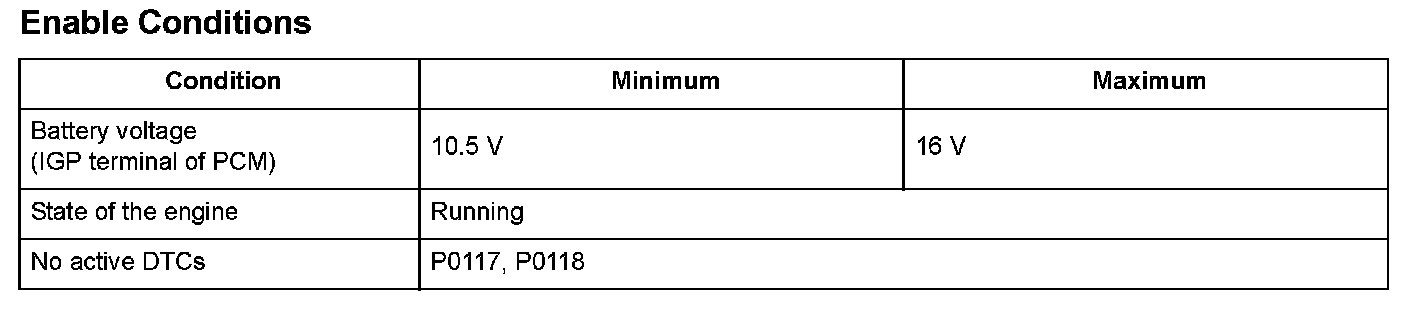 Enable Conditions
Condition Minimum Maximum
Battery voltage
(IGP terminal of PCM) 10.5 V 16 V
State of the engine Running
No active DTCs P0117, P0118